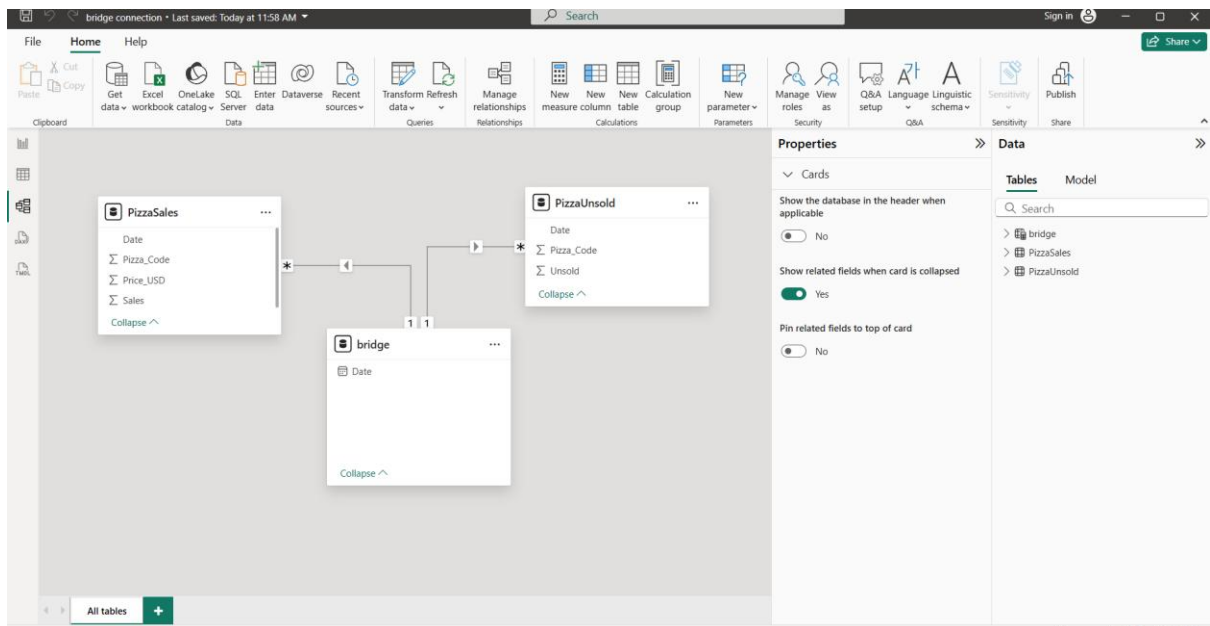 bridge connection • Last saved: Today at 11:58 AM
Search
Sign in
File Home Help
Share
Paste
Cut
Copy
Get data
Excel workbook
OneLake catalog
SQL Server
Enter data
Dataverse
Recent sources
Transform data
Refresh
Manage relationships
New measure
New column
New table
Calculation group
New parameter
Manage roles
View as
Q&A setup
Language
Linguistic schema
Sensitivity
Publish
Clipboard
Data
Queries
Relationships
Calculations
Parameters
Security
Q&A
Sensitivity
Share
DAX
TMDL
PizzaSales
Date
Pizza_Code
Price_USD
Sales
Collapse
*
1 1
*
bridge
Date
Collapse
PizzaUnsold
Date
Pizza_Code
Unsold
Collapse
Properties
Cards
Show the database in the header when
applicable
No
Show related fields when card is collapsed
Yes
Pin related fields to top of card
No
Data
Tables Model
Search
bridge
PizzaSales
PizzaUnsold
All tables
+